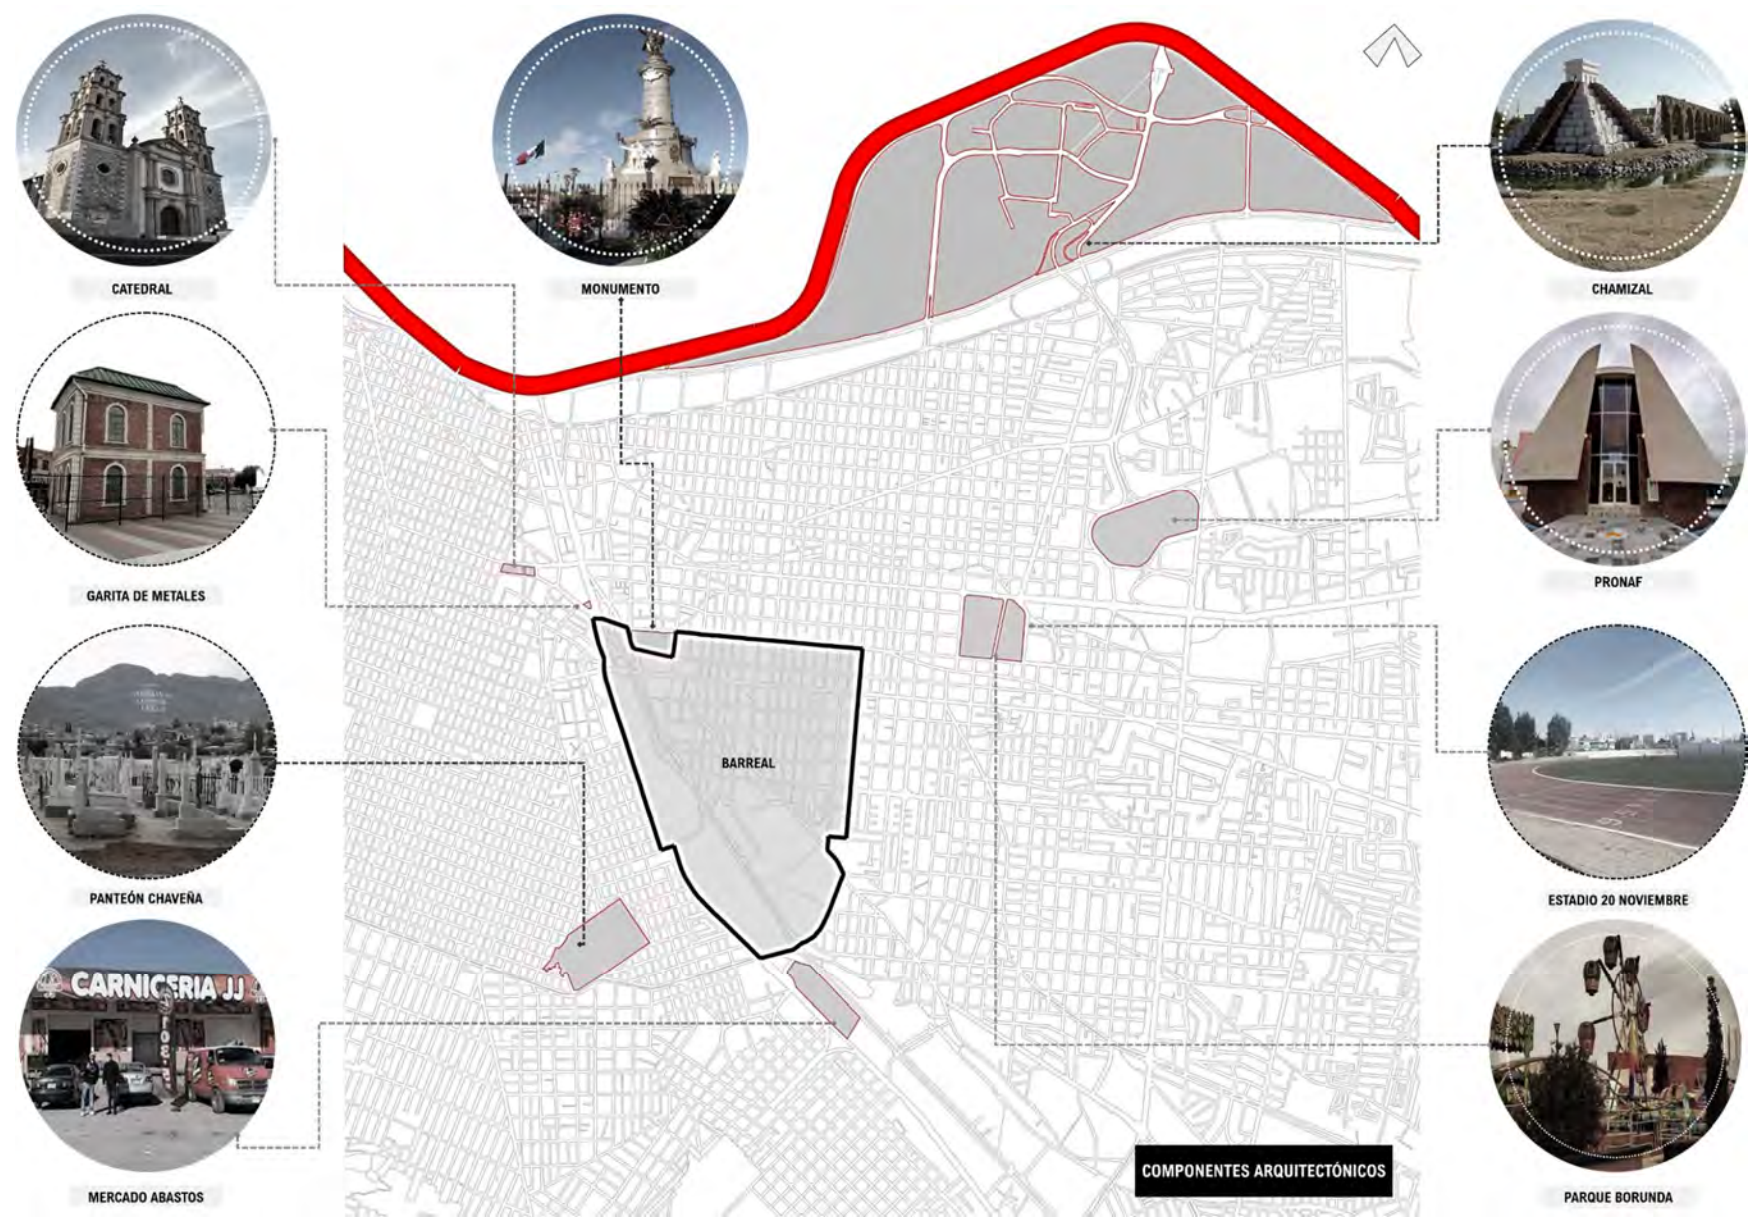 CATEDRAL
MONUMENTO
CHAMIZAL
GARITA DE METALES
PRONAF
PANTEÓN CHAVEÑA
BARREAL
ESTADIO 20 NOVIEMBRE
CARNICERIA JJ
MERCADO ABASTOS
COMPONENTES ARQUITECTÓNICOS
PARQUE BORUNDA